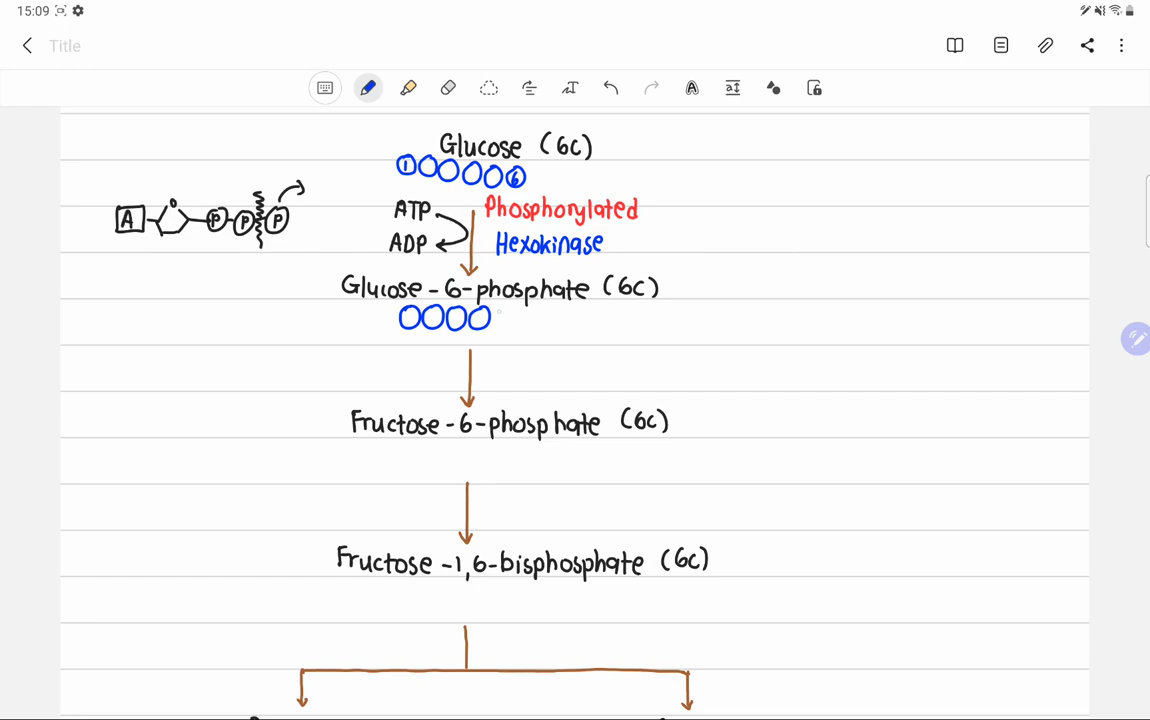 15:09
Title
Glucose (6C)
1 6
ATP Phosphorylated
A P P P
ADP Hexokinase
Glucose - 6 - phosphate (6C)
Fructose - 6 - phosphate (6C)
Fructose - 1,6 - bisphosphate (6C)